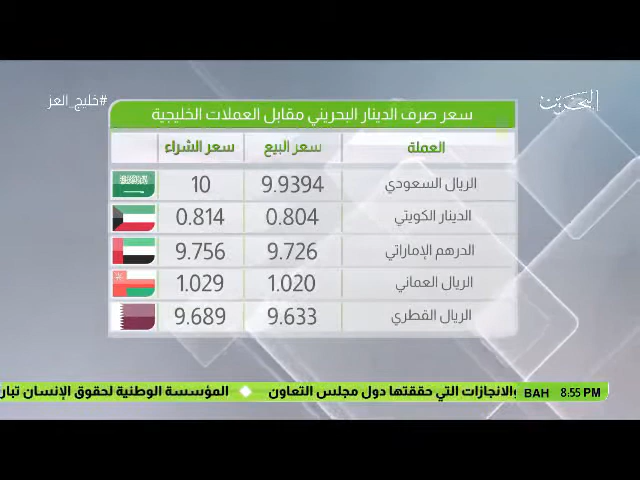 #خليج_العز
البحرين
سعر صرف الدينار البحريني مقابل العملات الخليجية
العملة سعر البيع سعر الشراء
الريال السعودي 9.9394 10
الدينار الكويتي 0.804 0.814
الدرهم الإماراتي 9.726 9.756
الريال العماني 1.020 1.029
الريال القطري 9.633 9.689
والانجازات التي حققتها دول مجلس التعاون ◆ المؤسسة الوطنية لحقوق الإنسان تبار
BAH 8:55 PM